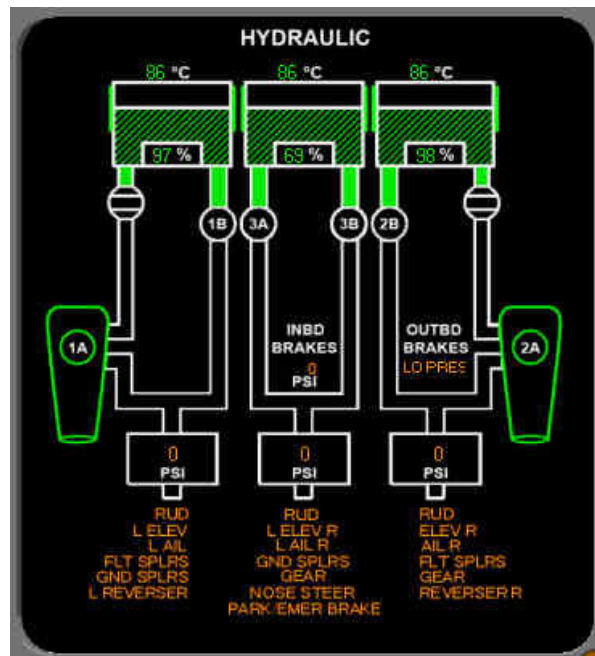 HYDRAULIC
86 °C 86 °C 86 °C
97 % 69 % 98 %
1B 3A 3B 2B
1A 2A
INBD BRAKES
0
PSI
OUTBD BRAKES
LO PRES
0 PSI
0 PSI
0 PSI
RUD
L ELEV
L AIL
FLT SPLRS
GND SPLRS
L REVERSER
RUD
L ELEV R
L AIL R
GND SPLRS
GEAR
NOSE STEER
PARK/EMER BRAKE
RUD
ELEV R
AIL R
FLT SPLRS
GEAR
REVERSER R